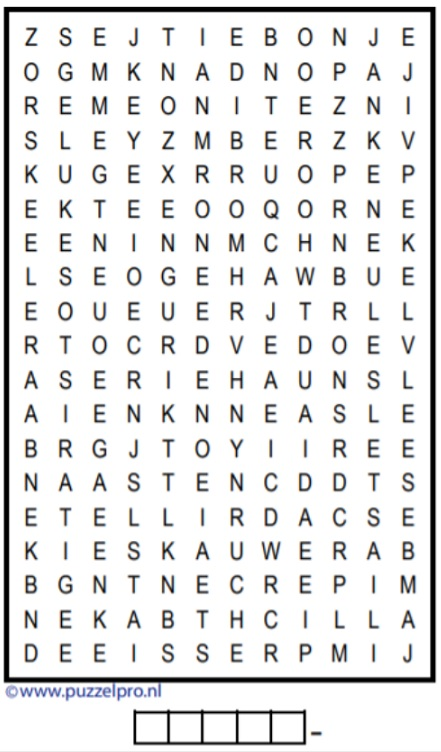 Z S E J T I E B O N J E
O G M K N A D N O P A J
R E M E O N I T E Z N I
S L E Y Z M B E R Z K V
K U G E X R R U O P E P
E K T E E O O Q O R N E
E E N I N N M C H N E K
L S E O G E H A W B U E
E O U E U E R J T R L L
R T O C R D V E D O E V
A S E R I E H A U N S L
A I E N K N N E A S L E
B R G J T O Y I I R E E
N A A S T E N C D D T S
E T E L L I R D A C S E
K I E S K A U W E R A B
B G N T N E C R E P I M
N E K A B T H C I L L A
D E E I S S E R P M I J
©www.puzzelpro.nl
–